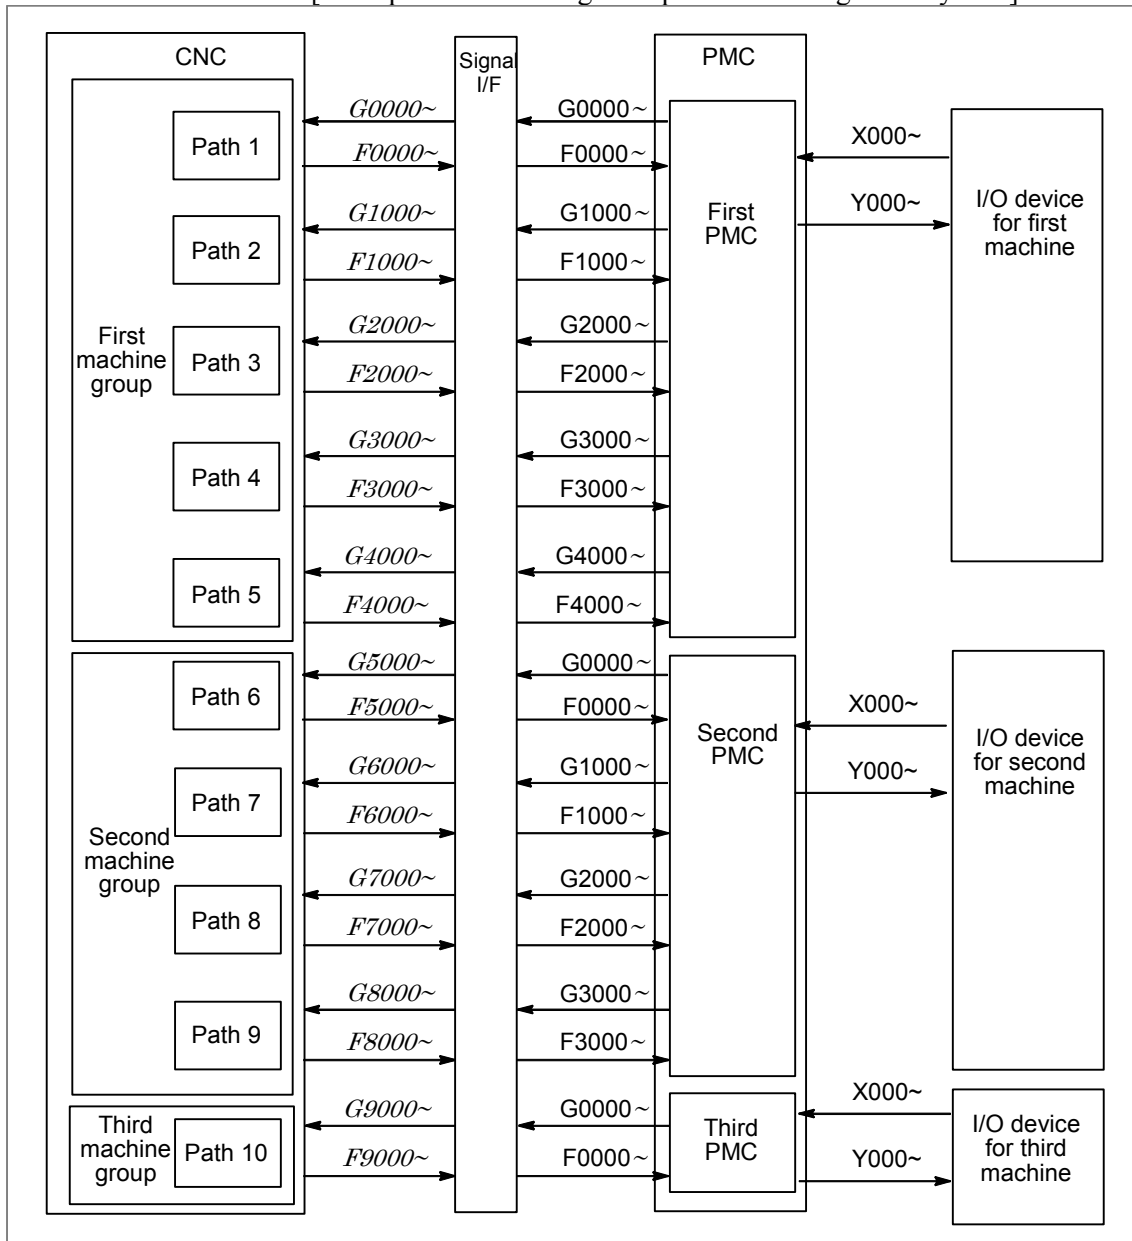 CNC
Signal
I/F
PMC
First
machine
group
Path 1
Path 2
Path 3
Path 4
Path 5
G0000~
F0000~
G1000~
F1000~
G2000~
F2000~
G3000~
F3000~
G4000~
F4000~
G0000~
F0000~
G1000~
F1000~
G2000~
F2000~
G3000~
F3000~
G4000~
F4000~
First
PMC
X000~
Y000~
I/O device
for first
machine
Second
machine
group
Path 6
Path 7
Path 8
Path 9
G5000~
F5000~
G6000~
F6000~
G7000~
F7000~
G8000~
F8000~
G0000~
F0000~
G1000~
F1000~
G2000~
F2000~
G3000~
F3000~
Second
PMC
X000~
Y000~
I/O device
for second
machine
Third
machine
group
Path 10
G9000~
F9000~
G0000~
F0000~
Third
PMC
X000~
Y000~
I/O device
for third
machine